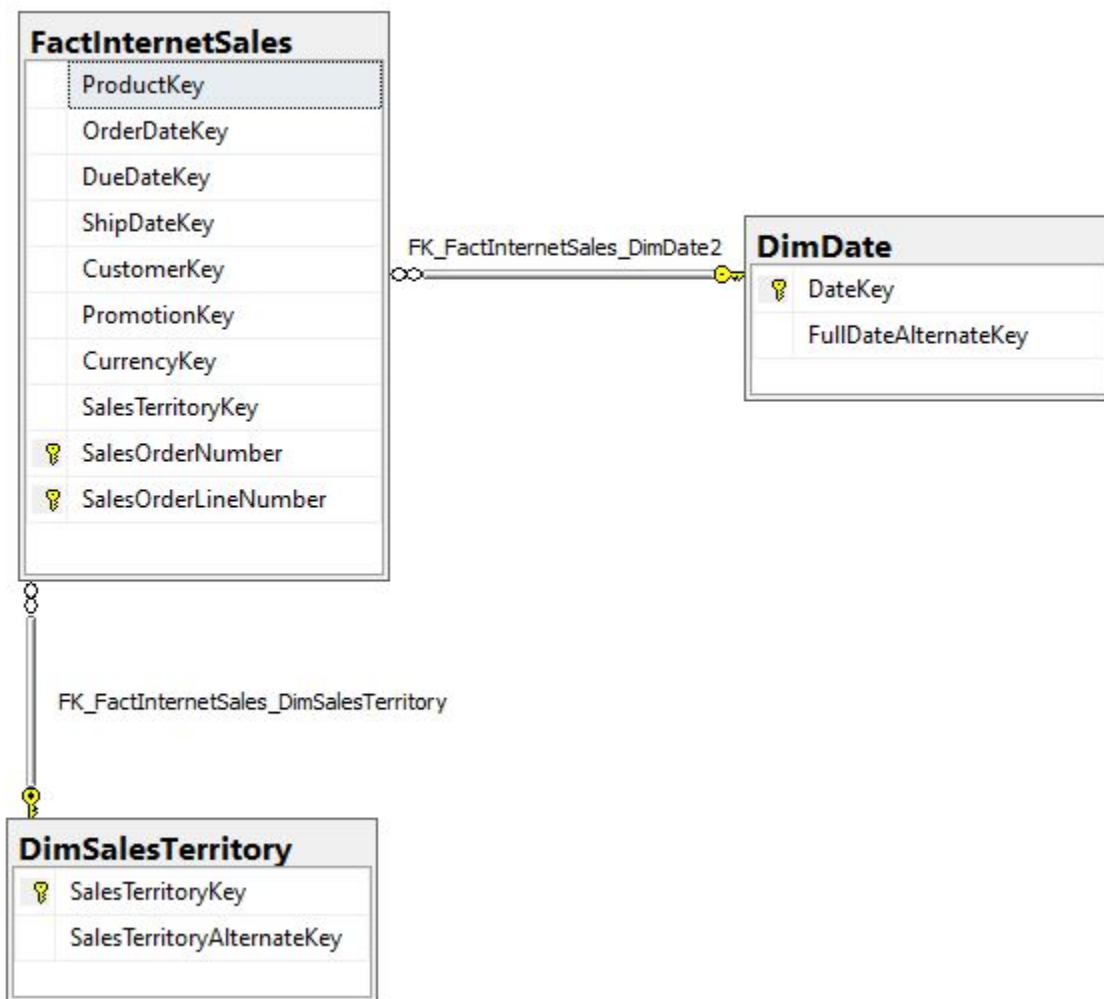 FactInternetSales
ProductKey
OrderDateKey
DueDateKey
ShipDateKey
CustomerKey
PromotionKey
CurrencyKey
SalesTerritoryKey
SalesOrderNumber
SalesOrderLineNumber
FK_FactInternetSales_DimDate2
DimDate
DateKey
FullDateAlternateKey
FK_FactInternetSales_DimSalesTerritory
DimSalesTerritory
SalesTerritoryKey
SalesTerritoryAlternateKey